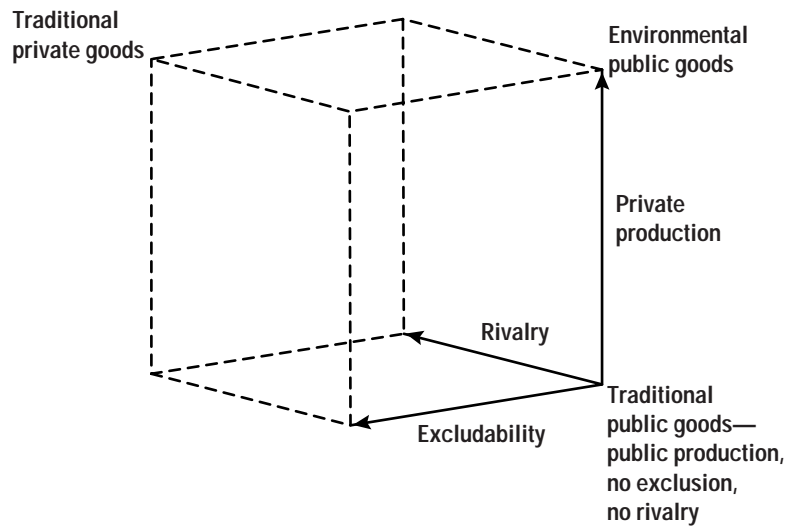 Traditional
private goods
Environmental
public goods
Private
production
Rivalry
Excludability
Traditional
public goods—
public production,
no exclusion,
no rivalry